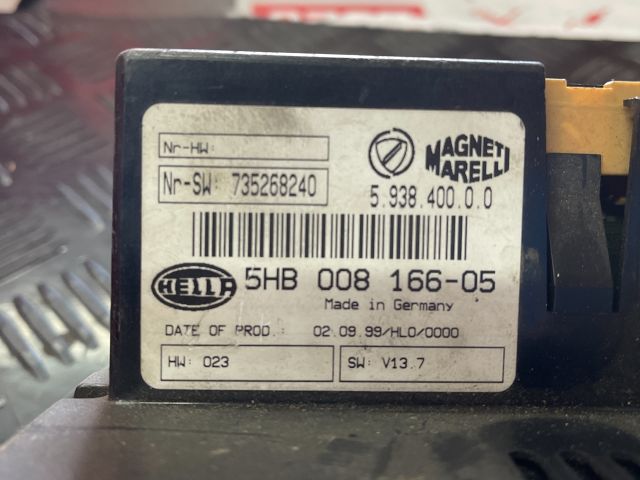 Nr-HW:
Nr-SW: 735268240
MAGNETI
MARELLI
5.938.400.0.0
HELLA
5HB 008 166-05
Made in Germany
DATE OF PROD.: 02.09.99/HL0/0000
HW: 023
SW: V13.7